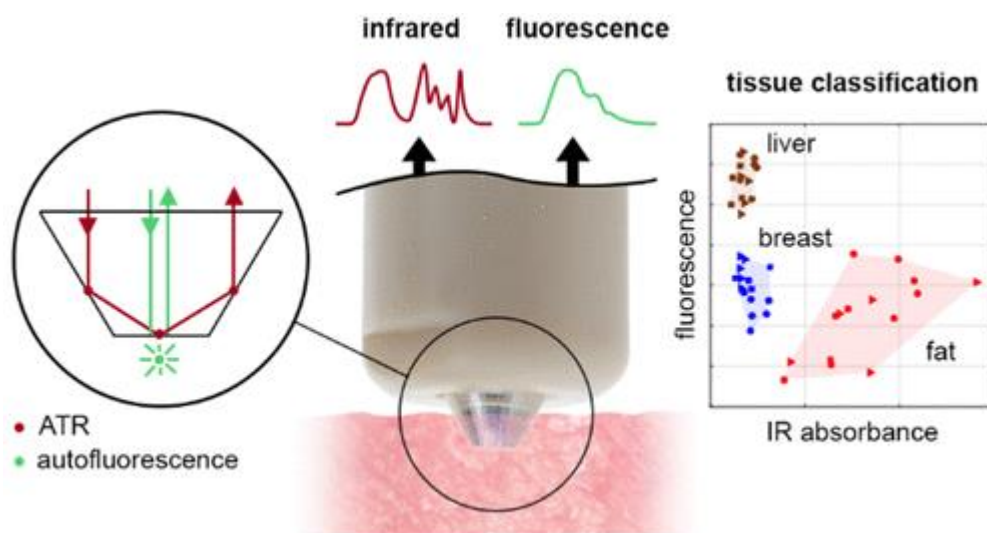 infrared
fluorescence
tissue classification
liver
breast
fat
fluorescence
IR absorbance
ATR
autofluorescence